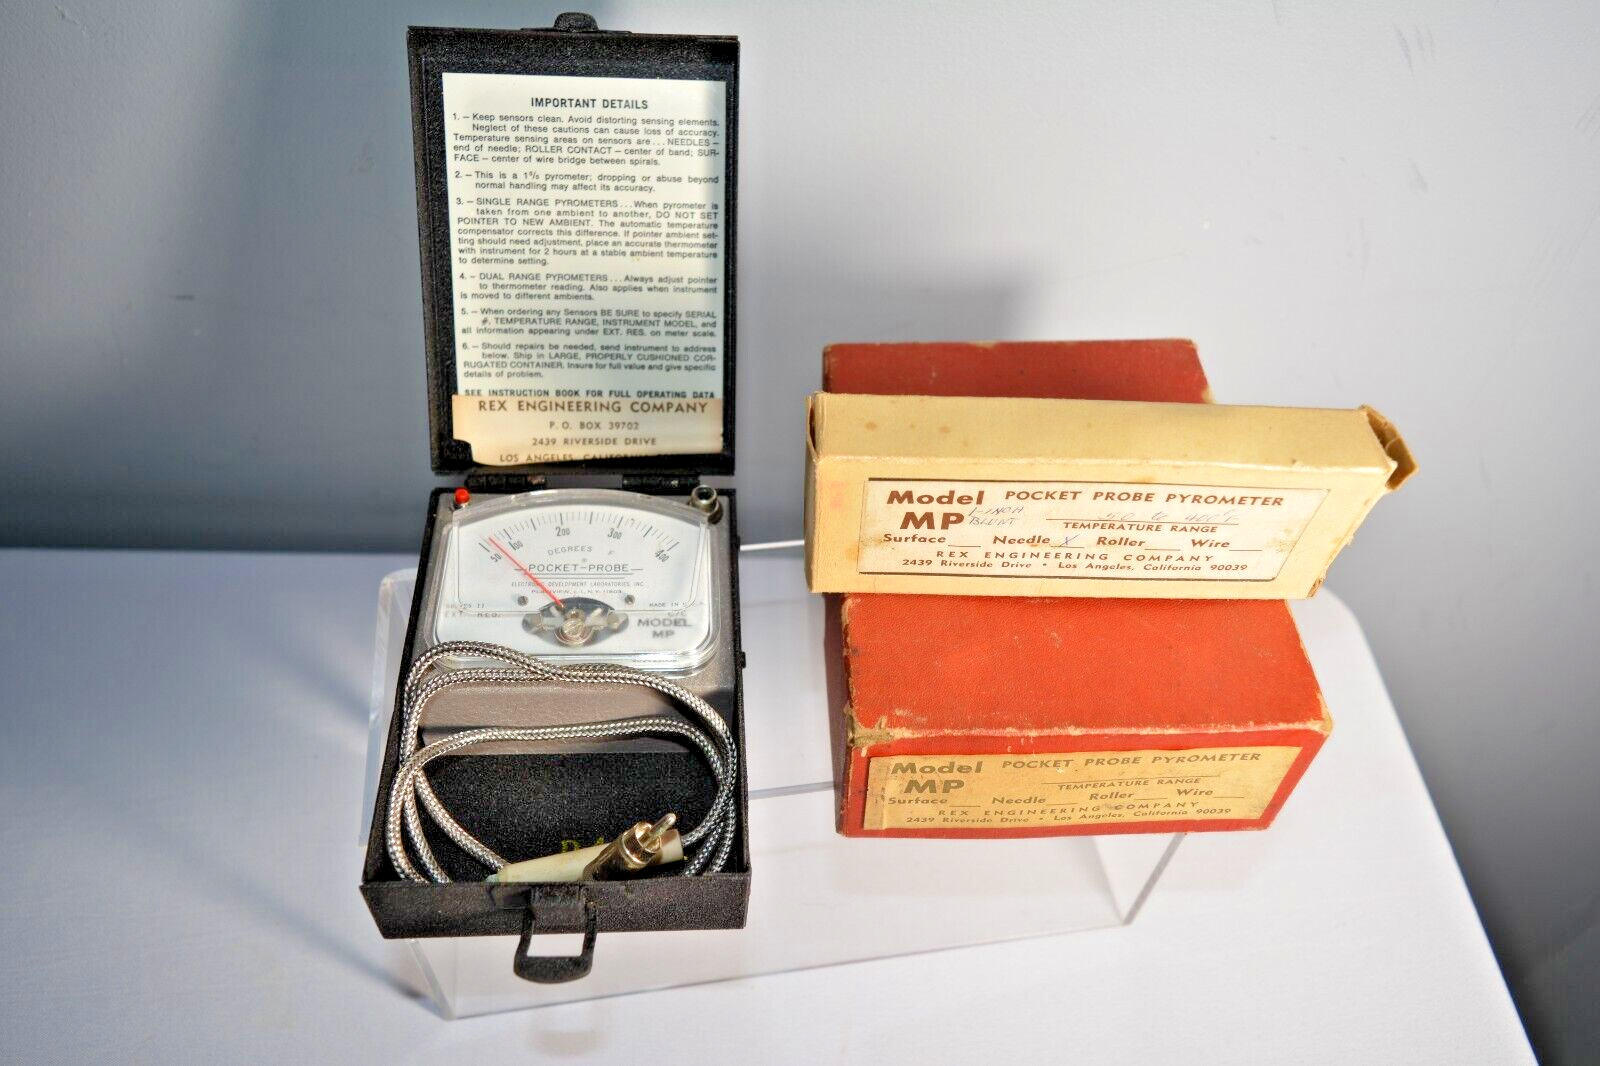 IMPORTANT DETAILS
1. – Keep sensors clean. Avoid distorting sensing elements.
Neglect of these cautions can cause loss of accuracy.
Temperature sensing areas on sensors are... NEEDLES –
end of needle; ROLLER CONTACT – center of band; SUR-
FACE – center of wire bridge between spirals.
2. – This is a 1% pyrometer; dropping or abuse beyond
normal handling may affect its accuracy.
3. – SINGLE RANGE PYROMETERS...When pyrometer is
taken from one ambient to another, DO NOT SET
POINTER TO NEW AMBIENT. The automatic temperature
compensator corrects this difference. If pointer ambient set-
ting should need adjustment, place an accurate thermometer
with instrument for 2 hours at a stable ambient temperature
to determine setting.
4. – DUAL RANGE PYROMETERS...Always adjust pointer
to thermometer reading. Also applies when instrument
is moved to different ambients.
5. – When ordering any Sensors BE SURE to specify SERIAL
#, TEMPERATURE RANGE, INSTRUMENT MODEL, and
all information appearing under EXT. RES. on meter scale.
6. – Should repairs be needed, send instrument to address
below. Ship in LARGE, PROPERLY CUSHIONED COR-
RUGATED CONTAINER. Insure for full value and give specific
details of problem.
SEE INSTRUCTION BOOK FOR FULL OPERATING DATA
REX ENGINEERING COMPANY
P. O. BOX 39702
2439 RIVERSIDE DRIVE
LOS ANGELES, CALIFORNIA
50 100 200 300 400
DEGREES F
POCKET-PROBE
ELECTRONIC DEVELOPMENT LABORATORIES, INC.
PLAINVIEW, L.I., N.Y. 11803
MADE IN U.S.A.
EXT. RES.
MODEL
MP
Model POCKET PROBE PYROMETER
MP 1-INCH BLUNT 50 to 400°F
TEMPERATURE RANGE
Surface Needle X Roller Wire
REX ENGINEERING COMPANY
2439 Riverside Drive • Los Angeles, California 90039
Model POCKET PROBE PYROMETER
MP
TEMPERATURE RANGE
Surface Needle Roller Wire
REX ENGINEERING COMPANY
2439 Riverside Drive • Los Angeles, California 90039